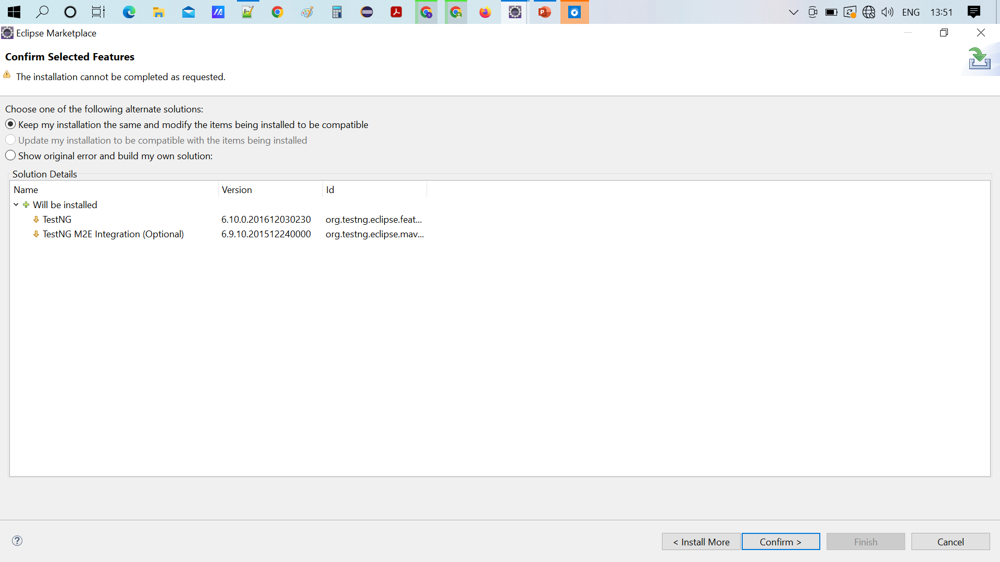 ENG 13:51
Eclipse Marketplace
Confirm Selected Features
The installation cannot be completed as requested.
Choose one of the following alternate solutions:
Keep my installation the same and modify the items being installed to be compatible
Update my installation to be compatible with the items being installed
Show original error and build my own solution:
Solution Details
Name Version Id
Will be installed
TestNG 6.10.0.201612030230 org.testng.eclipse.feat...
TestNG M2E Integration (Optional) 6.9.10.201512240000 org.testng.eclipse.mav...
< Install More Confirm > Finish Cancel